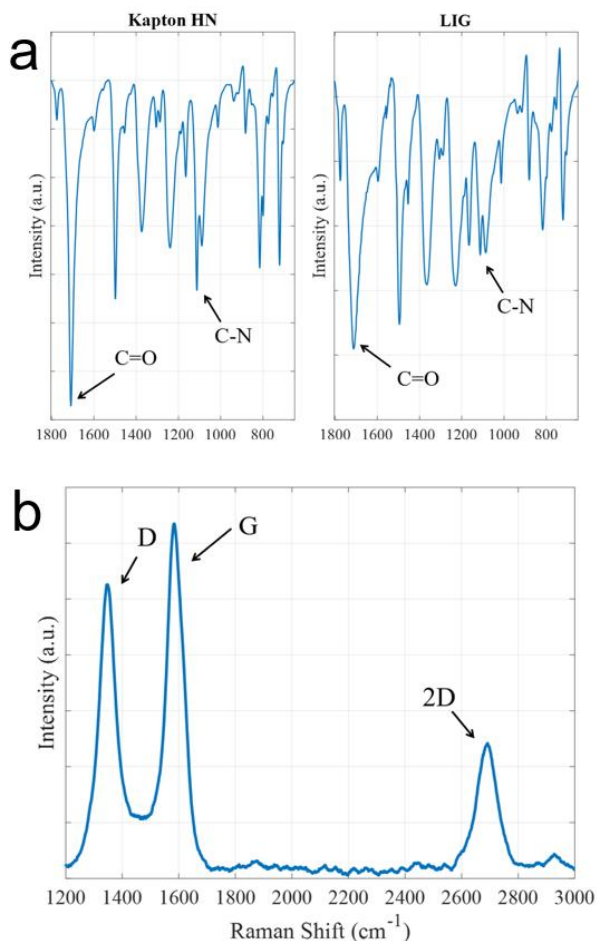 a
Kapton HN
LIG
Intensity (a.u.)
C=O
C-N
1800 1600 1400 1200 1000 800
Intensity (a.u.)
C=O
C-N
1800 1600 1400 1200 1000 800
b
D
G
2D
Intensity (a.u.)
1200 1400 1600 1800 2000 2200 2400 2600 2800 3000
Raman Shift (cm⁻¹)